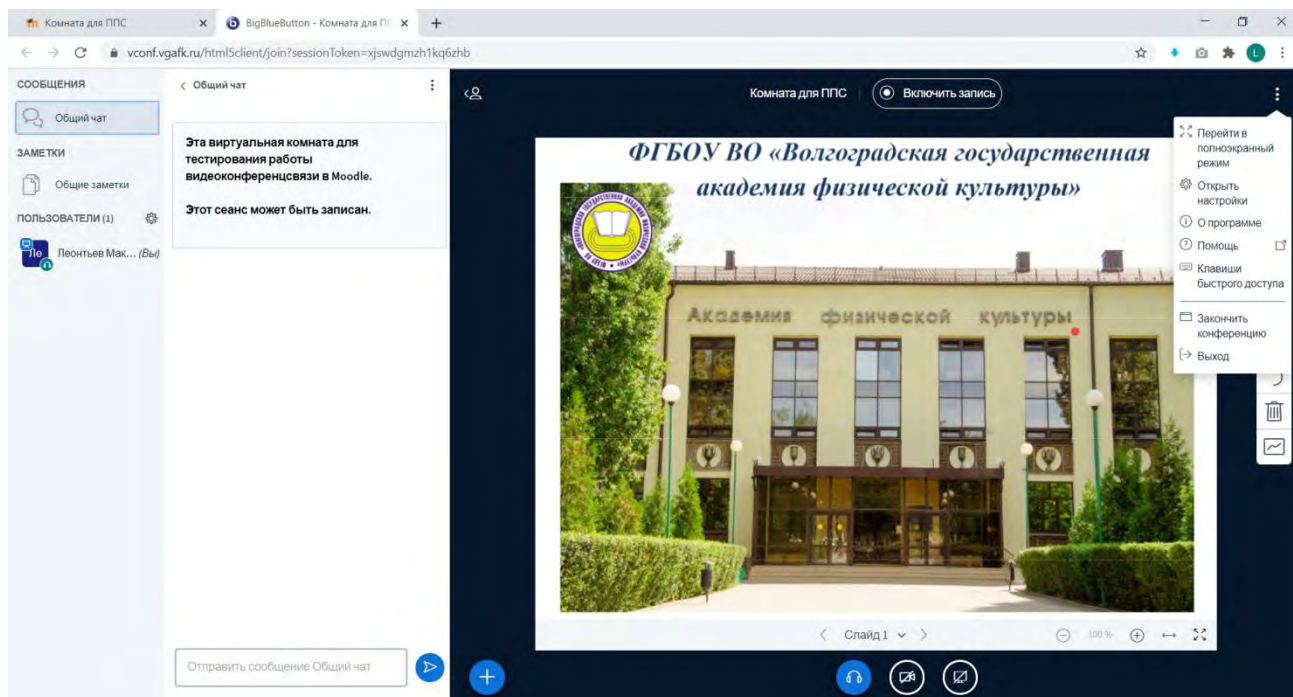 Комната для ППС
BigBlueButton - Комната для ПГ
vconf.vgafk.ru/html5client/join?sessionToken=xjswdgmzh1kq6zhb
L
СООБЩЕНИЯ
Общий чат
ЗАМЕТКИ
Общие заметки
ПОЛЬЗОВАТЕЛИ (1)
Ле
Леонтьев Мак... (Вы)
Общий чат
Эта виртуальная комната для
тестирования работы
видеоконференцсвязи в Moodle.
Этот сеанс может быть записан.
Отправить сообщение Общий чат
Комната для ППС
Включить запись
ФГБОУ ВО «Волгоградская государственная
академия физической культуры»
Академия физической культуры
Слайд 1
100 %
Перейти в
полноэкранный
режим
Открыть
настройки
О программе
Помощь
Клавиши
быстрого доступа
Закончить
конференцию
Выход